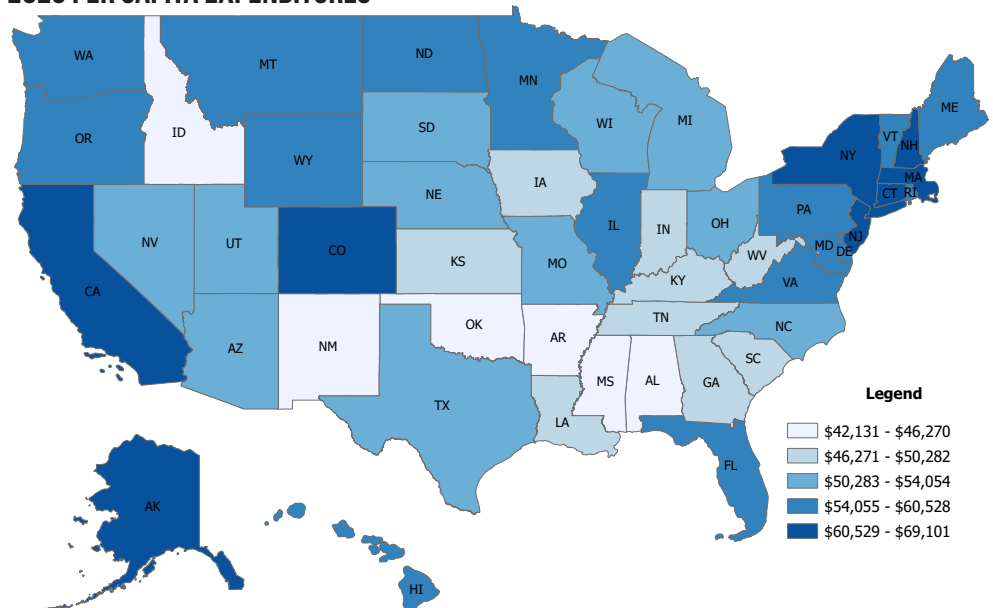 WA
MT
ND
MN
ME
OR
ID
WY
SD
WI
MI
VT
NH
NY
MA
CT
RI
NV
UT
CO
NE
IA
IL
IN
OH
PA
NJ
MD
DE
CA
AZ
NM
KS
MO
KY
WV
VA
OK
AR
TN
NC
TX
LA
MS
AL
GA
SC
FL
AK
HI
Legend
$42,131 - $46,270
$46,271 - $50,282
$50,283 - $54,054
$54,055 - $60,528
$60,529 - $69,101